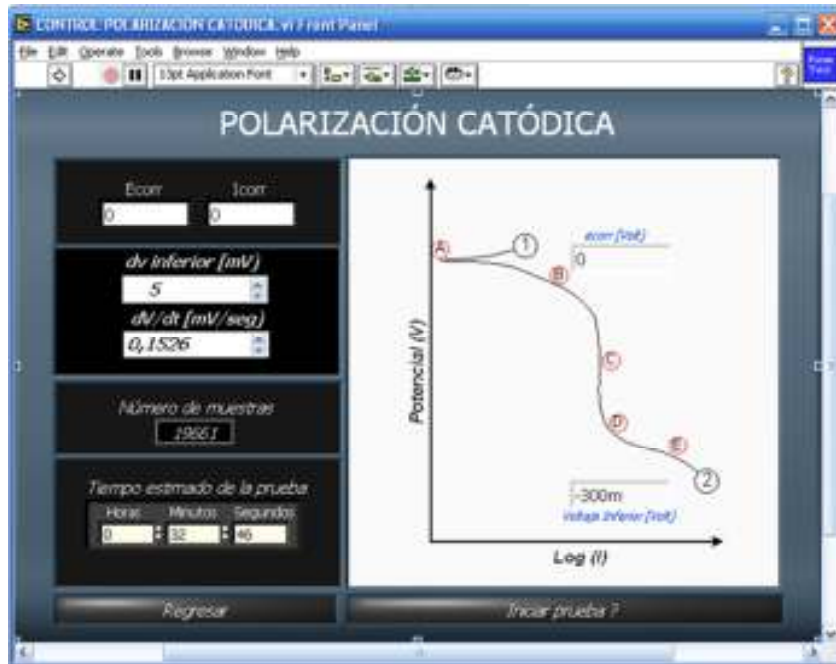 CONTROL POLARIZACIÓN CATODICA.vi Front Panel
File Edit Operate Tools Browse Window Help
13pt Application Font
POLARIZACIÓN CATÓDICA
Ecorr Icorr
0 0
dv inferior [mV]
5
dV/dt [mV/seg]
0,1526
Número de muestras
19661
Tiempo estimado de la prueba
Horas Minutos Segundos
0 32 46
Regresar
Potencial (V)
A
1
ecorr [Volt]
0
B
C
D
E
2
-300m
Voltaje Inferior [Volt]
Log (I)
Iniciar prueba ?